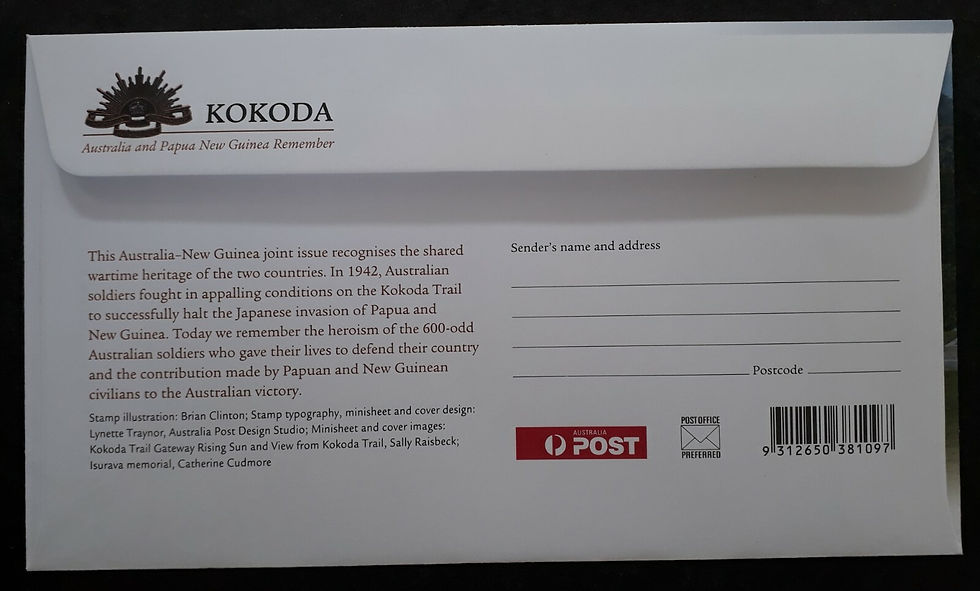 KOKODA
Australia and Papua New Guinea Remember
This Australia–New Guinea joint issue recognises the shared
wartime heritage of the two countries. In 1942, Australian
soldiers fought in appalling conditions on the Kokoda Trail
to successfully halt the Japanese invasion of Papua and
New Guinea. Today we remember the heroism of the 600-odd
Australian soldiers who gave their lives to defend their country
and the contribution made by Papuan and New Guinean
civilians to the Australian victory.
Stamp illustration: Brian Clinton; Stamp typography, minisheet and cover design:
Lynette Traynor, Australia Post Design Studio; Minisheet and cover images:
Kokoda Trail Gateway Rising Sun and View from Kokoda Trail, Sally Raisbeck;
Isurava memorial, Catherine Cudmore
Sender's name and address
Postcode
AUSTRALIA
POST
POST OFFICE
PREFERRED
9 312650 381097